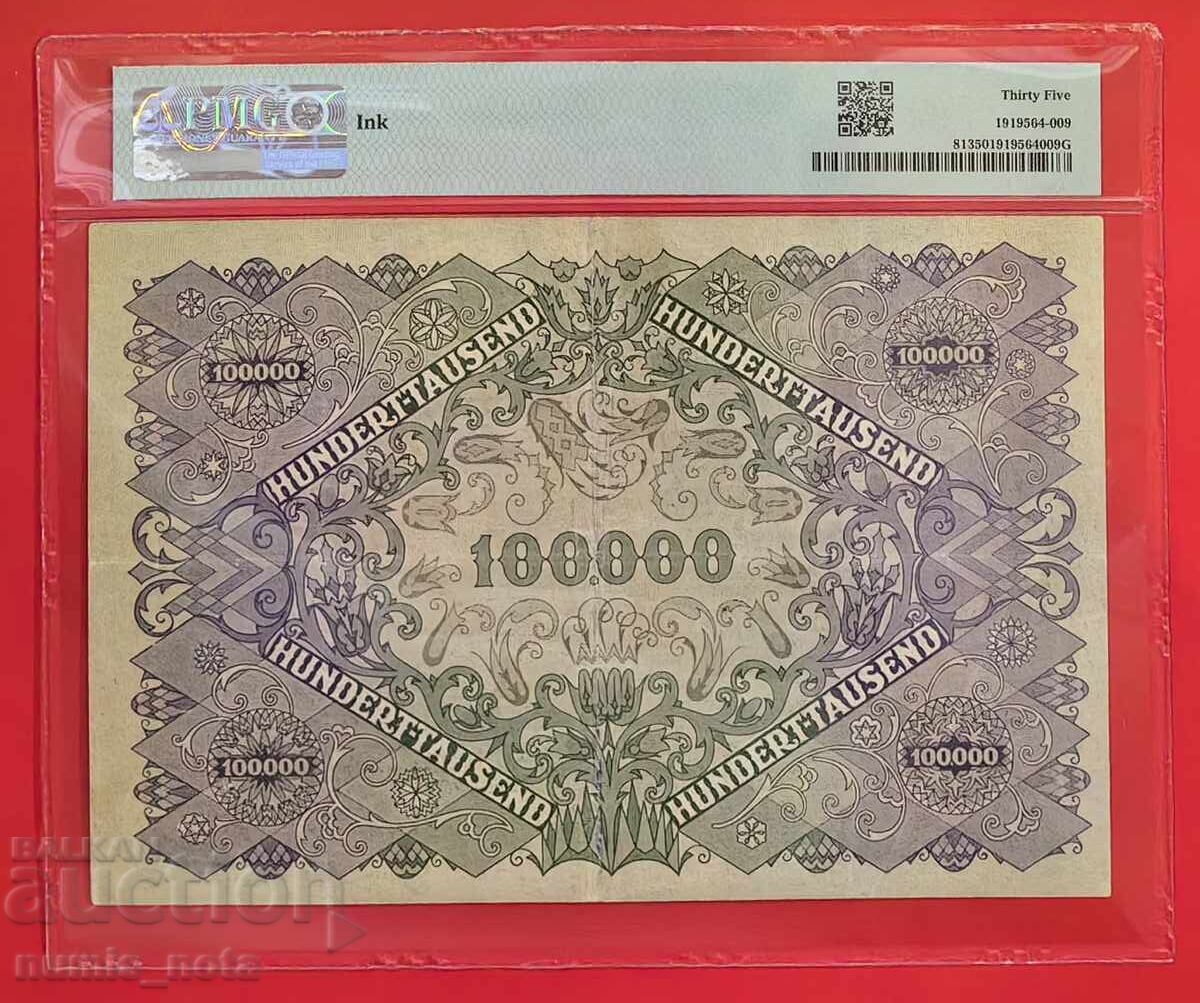 PMG
Ink
Thirty Five
1919564-009
813501919564009G
HUNDERTTAUSEND
HUNDERTTAUSEND
100000
100000
100.000
HUNDERTTAUSEND
HUNDERTTAUSEND
100000
100000
BALKAN
auction
numis_nota